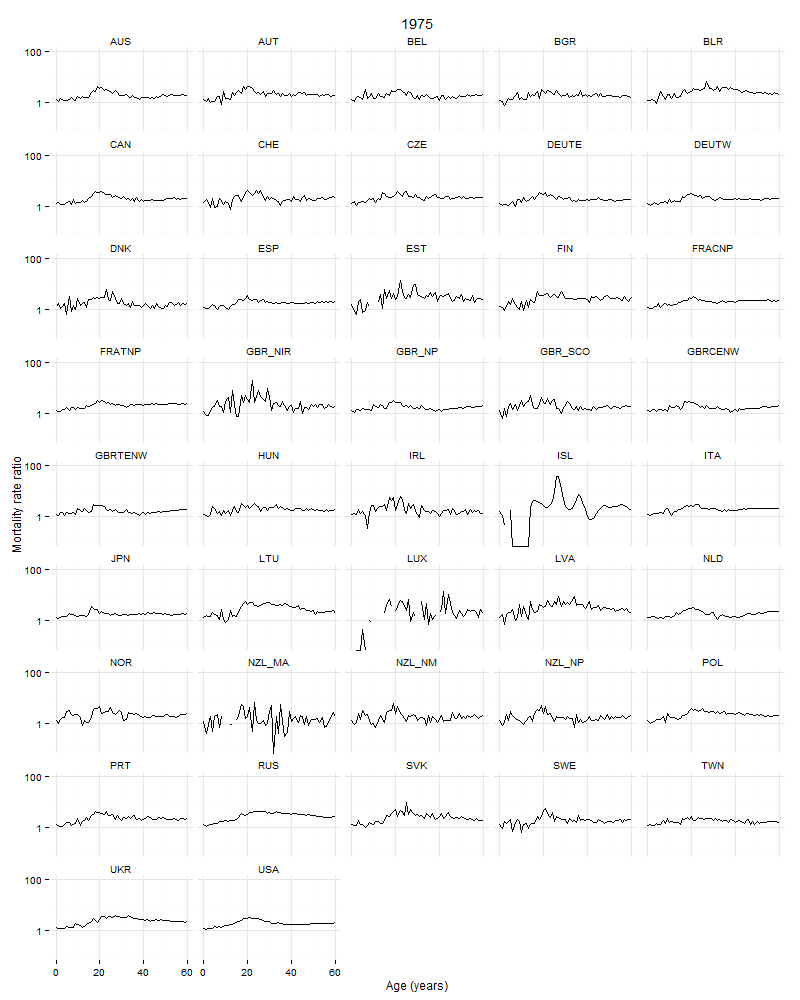 1975
AUS AUT BEL BGR BLR
100
1
CAN CHE CZE DEUTE DEUTW
100
1
DNK ESP EST FIN FRACNP
100
1
FRATNP GBR_NIR GBR_NP GBR_SCO GBRCENW
100
1
GBRTENW HUN IRL ISL ITA
100
1
Mortality rate ratio
JPN LTU LUX LVA NLD
100
1
NOR NZL_MA NZL_NM NZL_NP POL
100
1
PRT RUS SVK SWE TWN
100
1
UKR USA
100
1
0 20 40 60 0 20 40 60
Age (years)